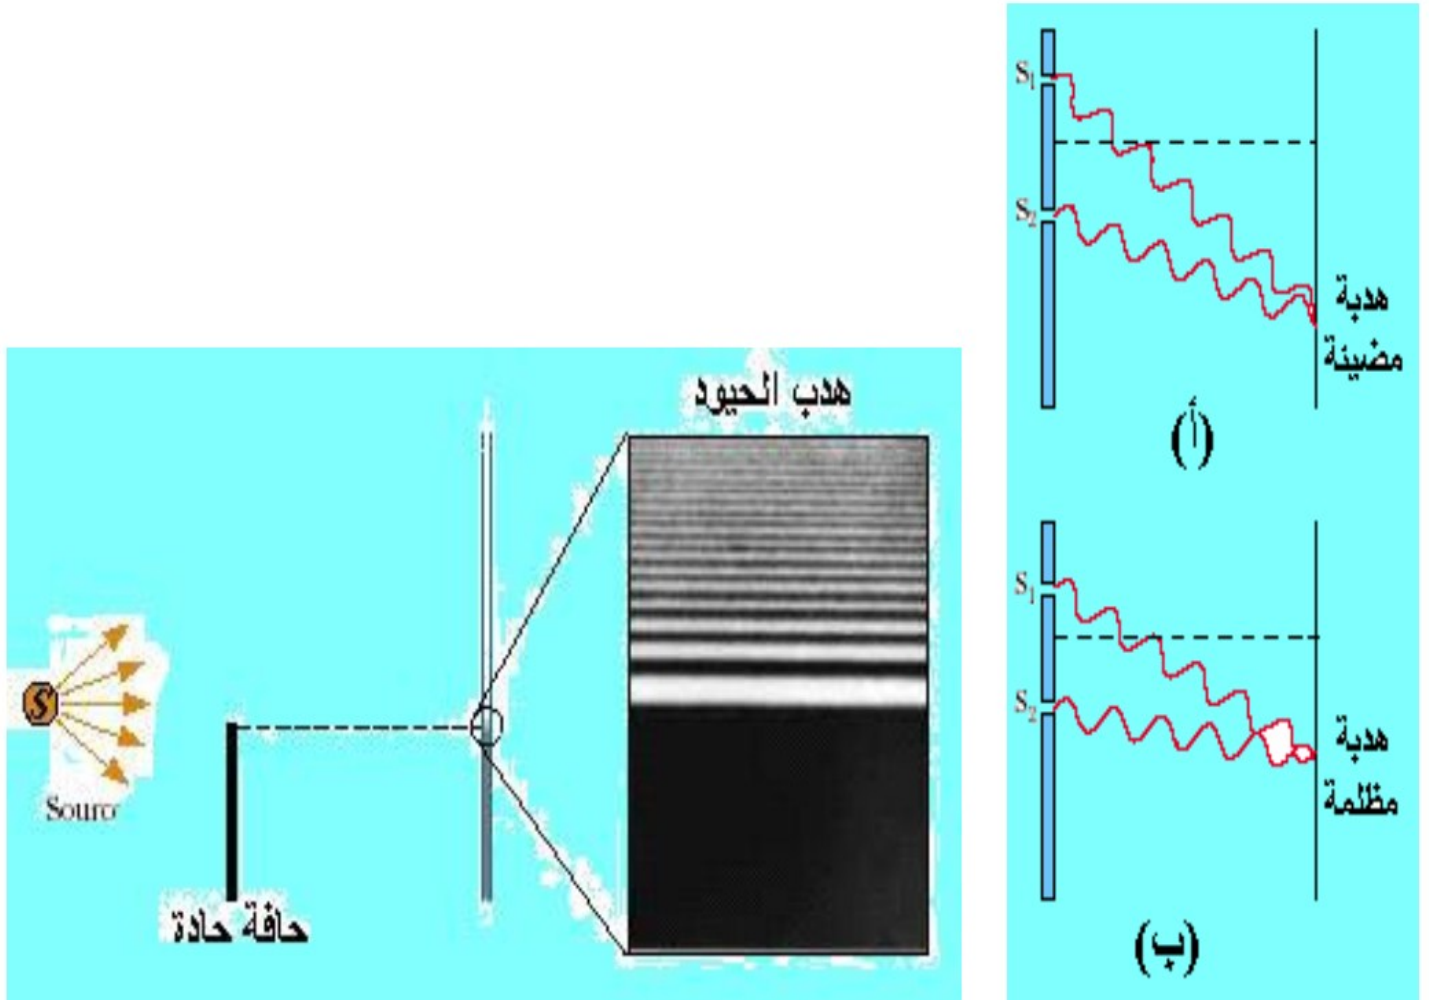 هدب الحيود
S
Sourc
حافة حادة
S1
S2
هدبة
مضيئة
(أ)
S1
S2
هدبة
مظلمة
(ب)